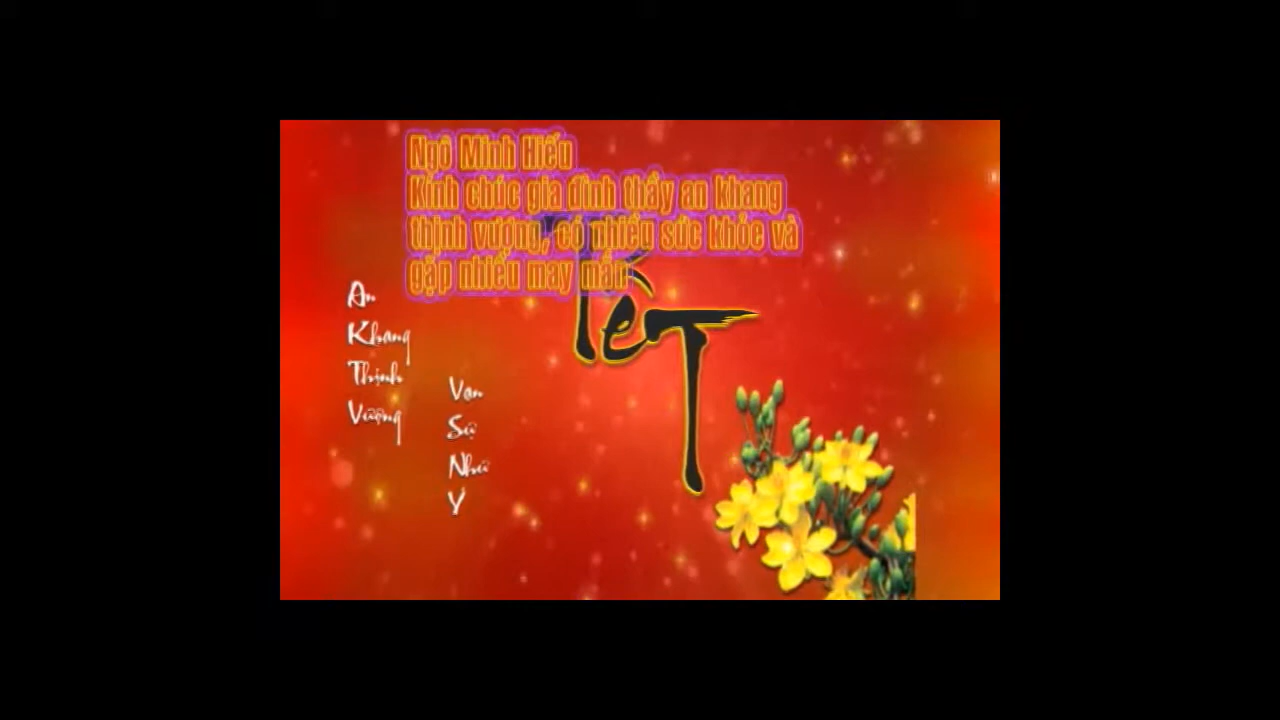 Ngô Minh Hiếu
Kính chúc gia đình thầy an khang
thịnh vượng, có nhiều sức khỏe và
gặp nhiều may mắn
Tết
An
Khang
Thịnh
Vượng
Vạn
Sự
Như
Ý